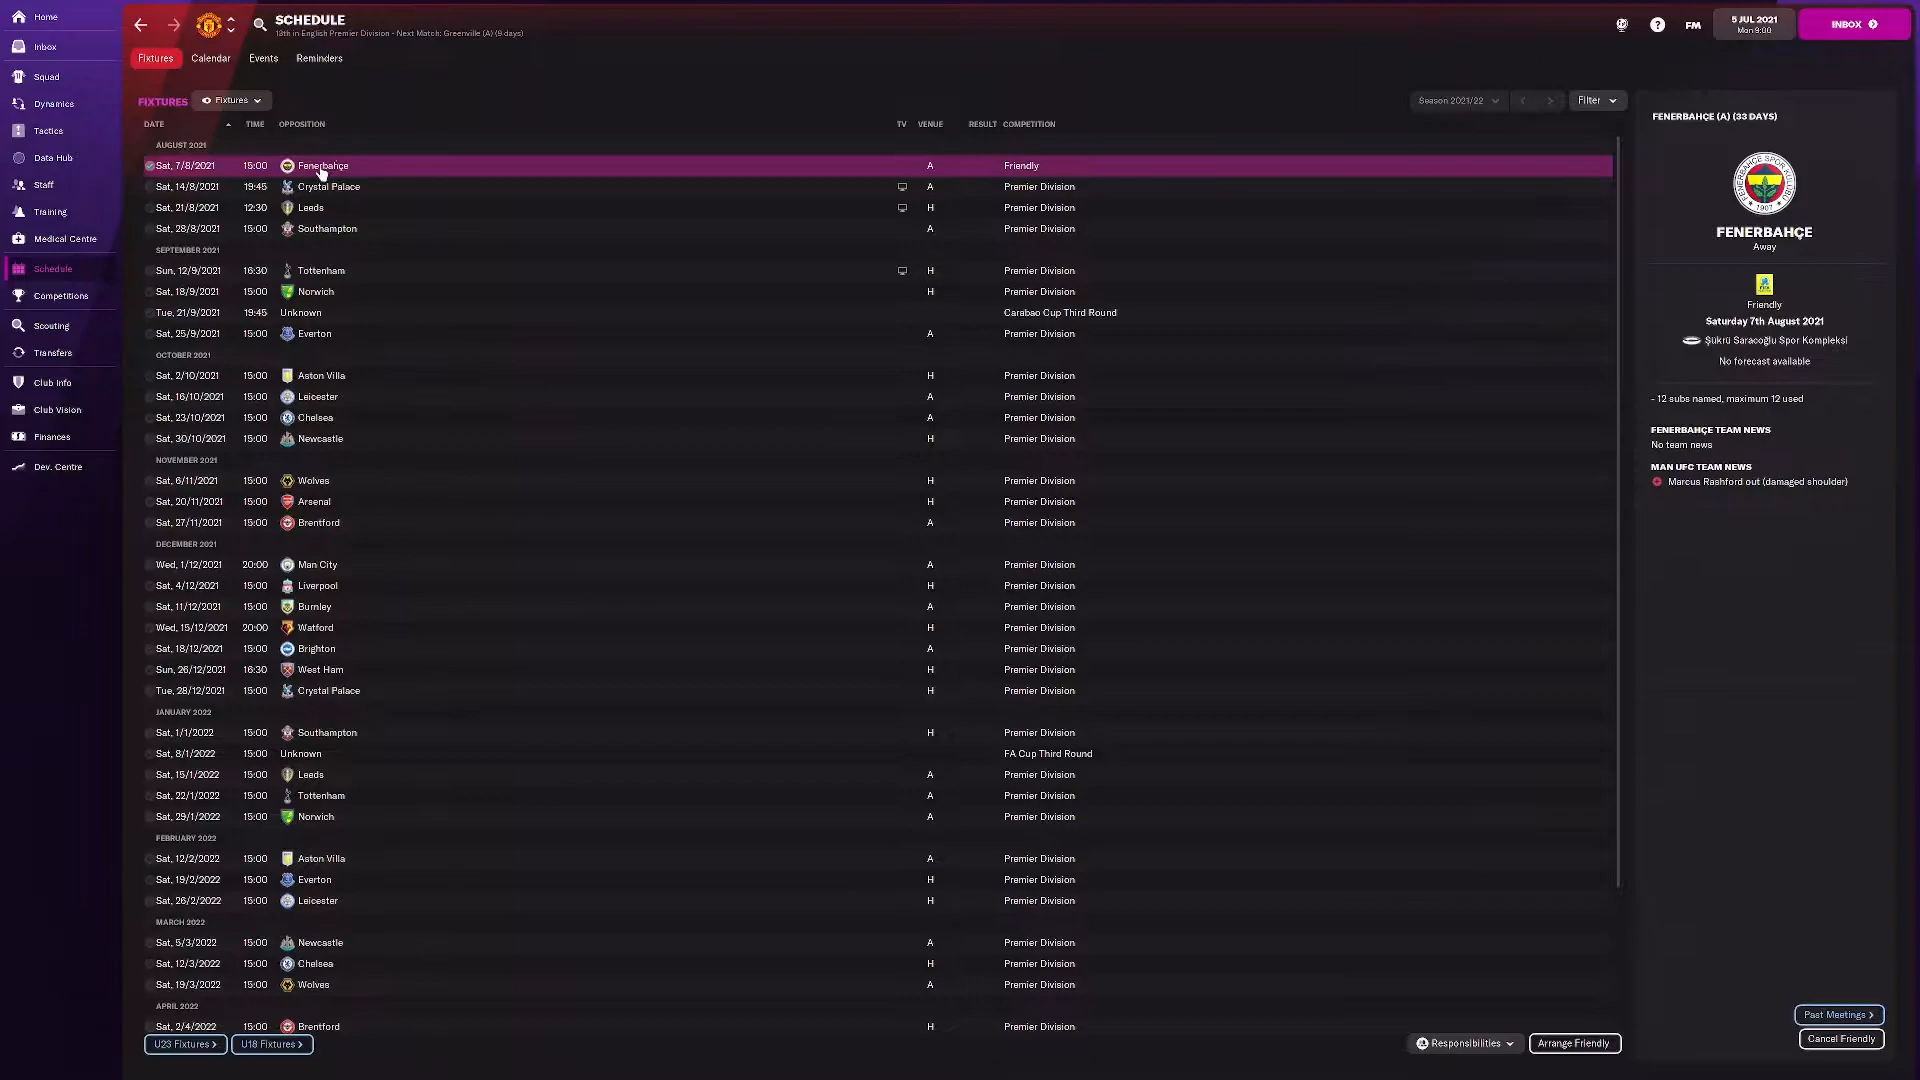 Home
Inbox
Squad
Dynamics
Tactics
Data Hub
Staff
Training
Medical Centre
Schedule
Competitions
Scouting
Transfers
Club Info
Club Vision
Finances
Dev. Centre
SCHEDULE
13th in English Premier Division - Next Match: Greenville (A) (9 days)
FM
5 JUL 2021
Mon 9:00
INBOX
Fixtures Calendar Events Reminders
FIXTURES Fixtures Season 2021/22 Filter
DATE TIME OPPOSITION TV VENUE RESULT COMPETITION
AUGUST 2021
Sat, 7/8/2021 15:00 Fenerbahçe A Friendly
Sat, 14/8/2021 19:45 Crystal Palace A Premier Division
Sat, 21/8/2021 12:30 Leeds H Premier Division
Sat, 28/8/2021 15:00 Southampton A Premier Division
SEPTEMBER 2021
Sun, 12/9/2021 16:30 Tottenham H Premier Division
Sat, 18/9/2021 15:00 Norwich H Premier Division
Tue, 21/9/2021 19:45 Unknown Carabao Cup Third Round
Sat, 25/9/2021 15:00 Everton A Premier Division
OCTOBER 2021
Sat, 2/10/2021 15:00 Aston Villa H Premier Division
Sat, 16/10/2021 15:00 Leicester A Premier Division
Sat, 23/10/2021 15:00 Chelsea A Premier Division
Sat, 30/10/2021 15:00 Newcastle H Premier Division
NOVEMBER 2021
Sat, 6/11/2021 15:00 Wolves H Premier Division
Sat, 20/11/2021 15:00 Arsenal H Premier Division
Sat, 27/11/2021 15:00 Brentford A Premier Division
DECEMBER 2021
Wed, 1/12/2021 20:00 Man City A Premier Division
Sat, 4/12/2021 15:00 Liverpool H Premier Division
Sat, 11/12/2021 15:00 Burnley A Premier Division
Wed, 15/12/2021 20:00 Watford H Premier Division
Sat, 18/12/2021 15:00 Brighton A Premier Division
Sun, 26/12/2021 16:30 West Ham H Premier Division
Tue, 28/12/2021 15:00 Crystal Palace H Premier Division
JANUARY 2022
Sat, 1/1/2022 15:00 Southampton H Premier Division
Sat, 8/1/2022 15:00 Unknown FA Cup Third Round
Sat, 15/1/2022 15:00 Leeds A Premier Division
Sat, 22/1/2022 15:00 Tottenham A Premier Division
Sat, 29/1/2022 15:00 Norwich A Premier Division
FEBRUARY 2022
Sat, 12/2/2022 15:00 Aston Villa A Premier Division
Sat, 19/2/2022 15:00 Everton H Premier Division
Sat, 26/2/2022 15:00 Leicester H Premier Division
MARCH 2022
Sat, 5/3/2022 15:00 Newcastle A Premier Division
Sat, 12/3/2022 15:00 Chelsea H Premier Division
Sat, 19/3/2022 15:00 Wolves A Premier Division
APRIL 2022
Sat, 2/4/2022 15:00 Brentford H Premier Division
U23 Fixtures > U18 Fixtures > Responsibilities Arrange Friendly
FENERBAHÇE (A) (33 DAYS)
FENERBAHÇE SPOR KULÜBÜ
1907
FENERBAHÇE
Away
Friendly
Saturday 7th August 2021
Şükrü Saracoğlu Spor Kompleksi
No forecast available
- 12 subs named, maximum 12 used
FENERBAHÇE TEAM NEWS
No team news
MAN UFC TEAM NEWS
Marcus Rashford out (damaged shoulder)
Past Meetings >
Cancel Friendly